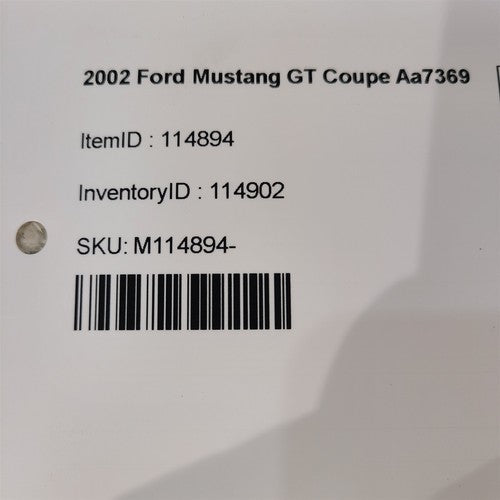 2002 Ford Mustang GT Coupe Aa7369
ItemID : 114894
InventoryID : 114902
SKU: M114894-